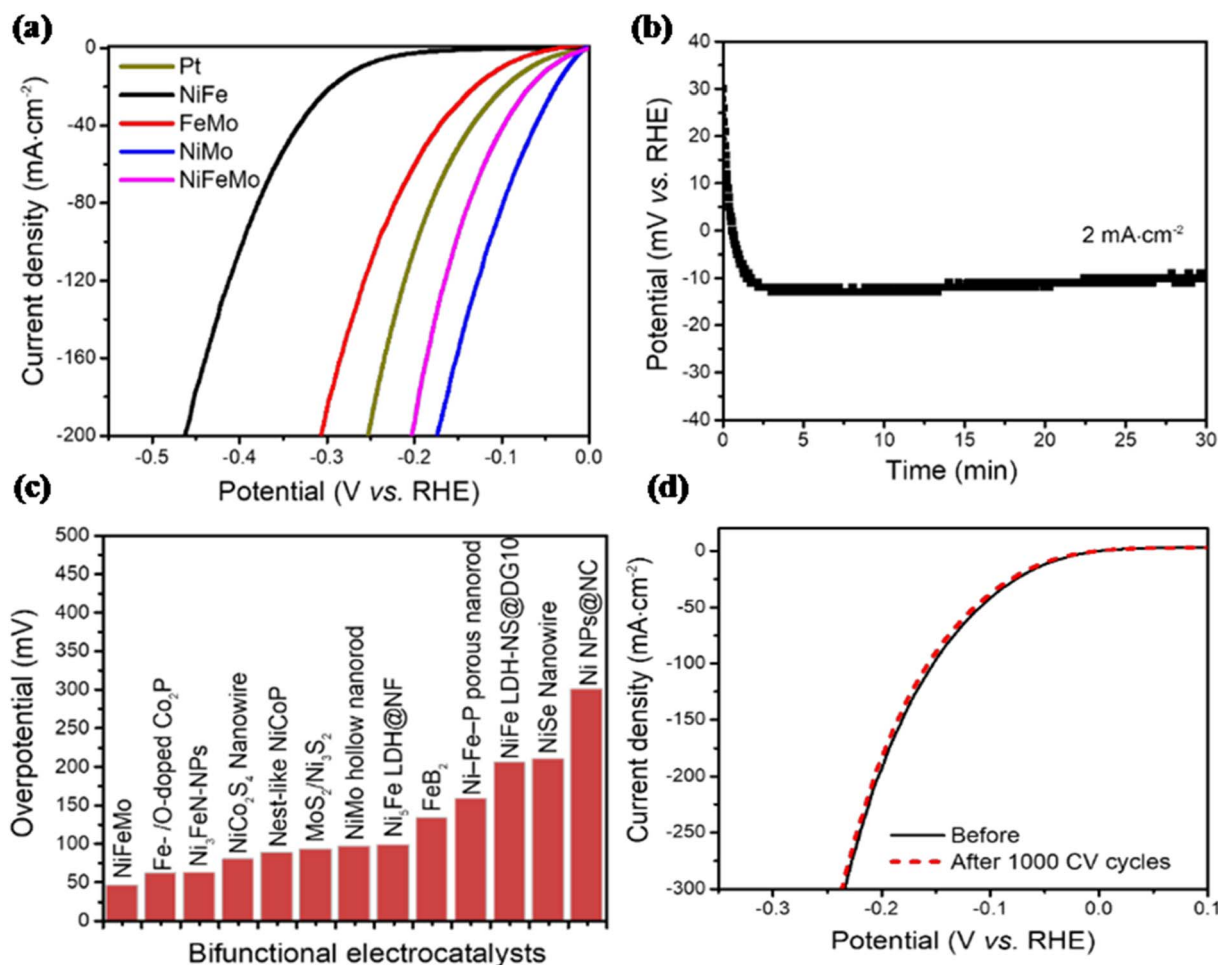 (a)
0
-40
-80
-120
-160
-200
Current density (mA·cm⁻²)
Pt
NiFe
FeMo
NiMo
NiFeMo
-0.5 -0.4 -0.3 -0.2 -0.1 0.0
Potential (V vs. RHE)
(b)
40
30
20
10
0
-10
-20
-30
-40
Potential (mV vs. RHE)
2 mA·cm⁻²
0 5 10 15 20 25 30
Time (min)
(c)
500
450
400
350
300
250
200
150
100
50
0
Overpotential (mV)
NiFeMo
Fe- /O-doped Co₂P
Ni₃FeN-NPs
NiCo₂S₄ Nanowire
Nest-like NiCoP
MoS₂/Ni₃S₂
NiMo hollow nanorod
Ni₅Fe LDH@NF
FeB₂
Ni–Fe–P porous nanorod
NiFe LDH-NS@DG10
NiSe Nanowire
Ni NPs@NC
Bifunctional electrocatalysts
(d)
0
-50
-100
-150
-200
-250
-300
Current density (mA·cm⁻²)
Before
After 1000 CV cycles
-0.3 -0.2 -0.1 0.0 0.1
Potential (V vs. RHE)